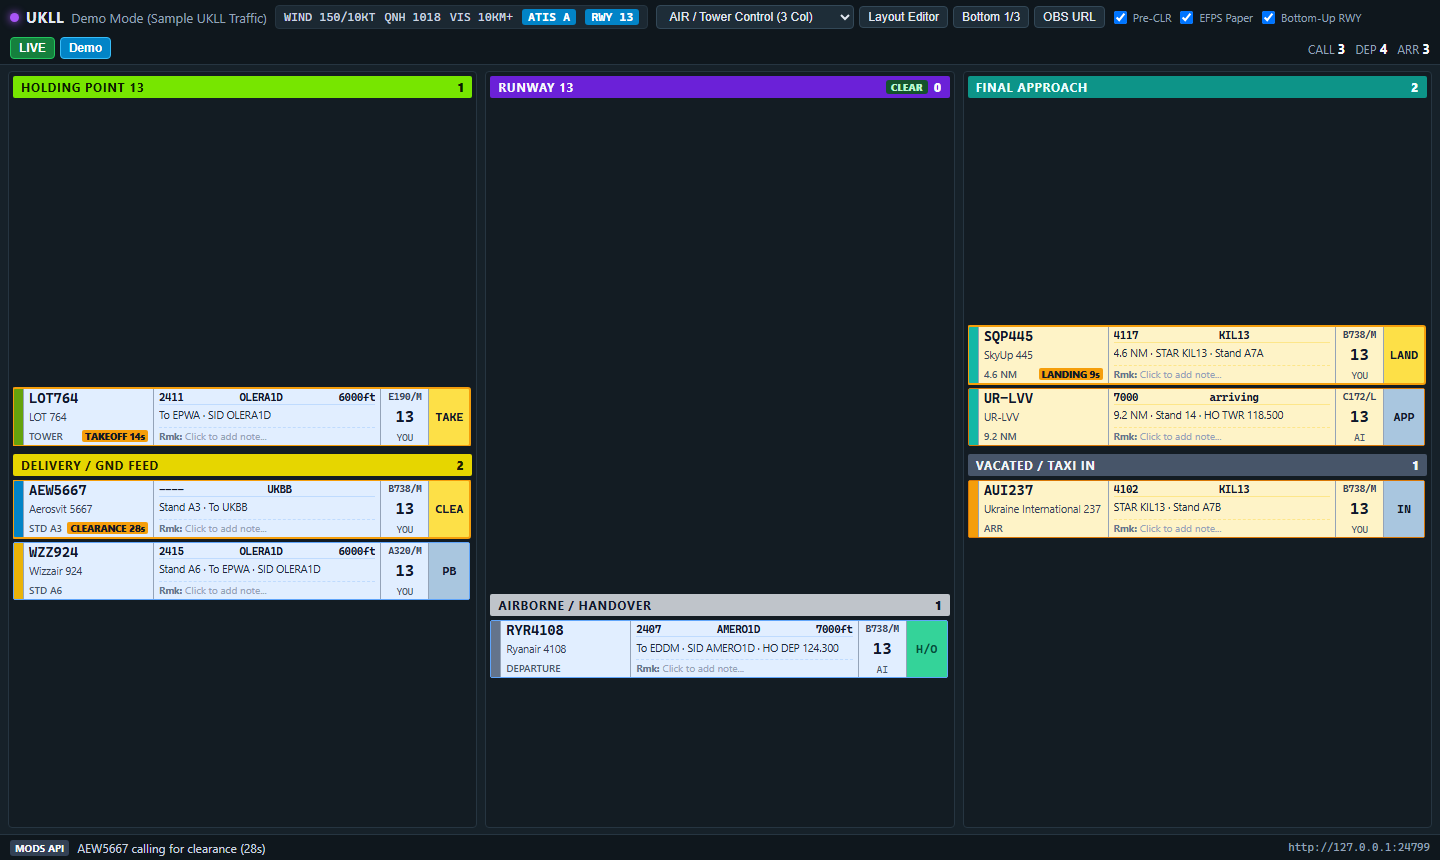 UKLL Demo Mode (Sample UKLL Traffic) WIND 150/10KT QNH 1018 VIS 10KM+ ATIS A RWY 13 AIR / Tower Control (3 Col) Layout Editor Bottom 1/3 OBS URL Pre-CLR EFPS Paper Bottom-Up RWY
LIVE Demo CALL 3 DEP 4 ARR 3
HOLDING POINT 13 1
LOT764 2411 OLERA1D 6000ft E190/M
LOT 764 To EPWA · SID OLERA1D 13 TAKE
TOWER TAKEOFF 14s Rmk: Click to add note... YOU
DELIVERY / GND FEED 2
AEW5667 ---- UKBB B738/M
Aerosvit 5667 Stand A3 · To UKBB 13 CLEA
STD A3 CLEARANCE 28s Rmk: Click to add note... YOU
WZZ924 2415 OLERA1D 6000ft A320/M
Wizzair 924 Stand A6 · To EPWA · SID OLERA1D 13 PB
STD A6 Rmk: Click to add note... YOU
RUNWAY 13 CLEAR 0
AIRBORNE / HANDOVER 1
RYR4108 2407 AMERO1D 7000ft B738/M
Ryanair 4108 To EDDM · SID AMERO1D · HO DEP 124.300 13 H/O
DEPARTURE Rmk: Click to add note... AI
FINAL APPROACH 2
SQP445 4117 KIL13 B738/M
SkyUp 445 4.6 NM · STAR KIL13 · Stand A7A 13 LAND
4.6 NM LANDING 9s Rmk: Click to add note... YOU
UR-LVV 7000 arriving C172/L
UR-LVV 9.2 NM · Stand 14 · HO TWR 118.500 13 APP
9.2 NM Rmk: Click to add note... AI
VACATED / TAXI IN 1
AUI237 4102 KIL13 B738/M
Ukraine International 237 STAR KIL13 · Stand A7B 13 IN
ARR Rmk: Click to add note... YOU
MODS API AEW5667 calling for clearance (28s) http://127.0.0.1:24799